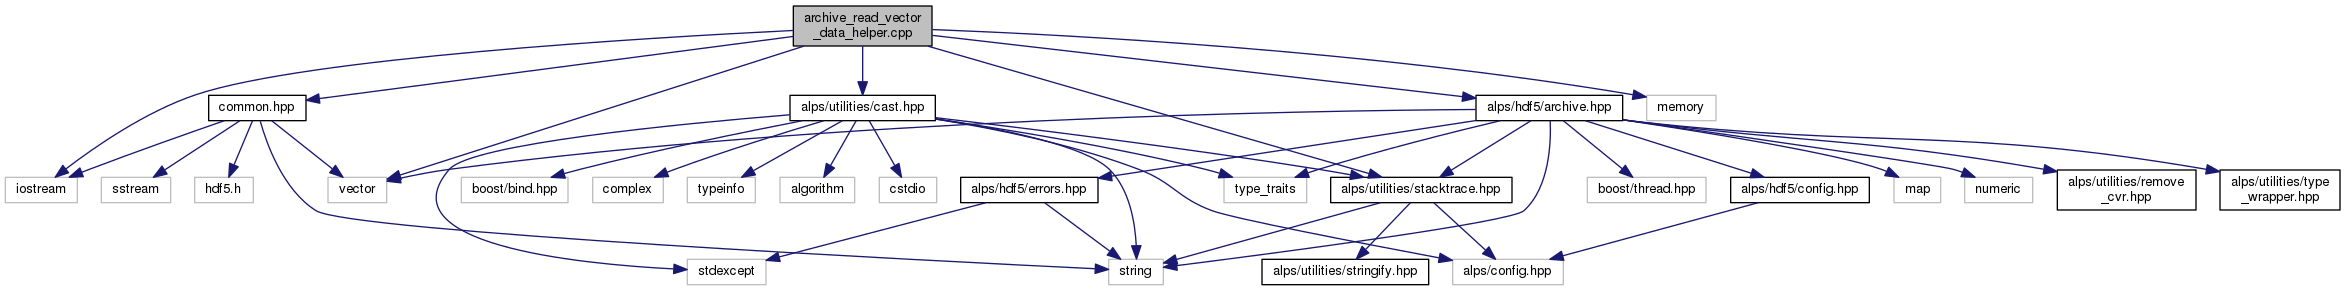 archive_read_vector
_data_helper.cpp
common.hpp
alps/utilities/cast.hpp
alps/hdf5/archive.hpp
memory
iostream
sstream
hdf5.h
vector
boost/bind.hpp
complex
typeinfo
algorithm
cstdio
alps/hdf5/errors.hpp
type_traits
alps/utilities/stacktrace.hpp
boost/thread.hpp
alps/hdf5/config.hpp
map
numeric
alps/utilities/remove
_cvr.hpp
alps/utilities/type
_wrapper.hpp
stdexcept
string
alps/utilities/stringify.hpp
alps/config.hpp